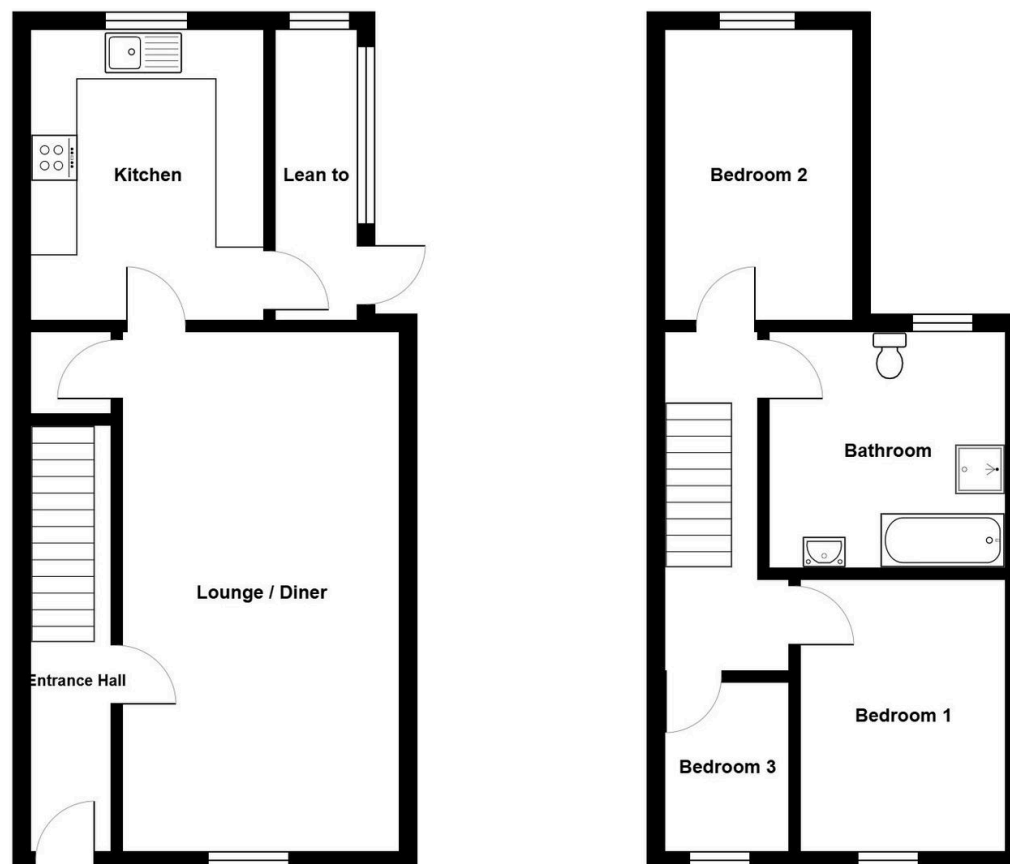 Kitchen
Lean to
Lounge / Diner
Entrance Hall
Bedroom 2
Bathroom
Bedroom 1
Bedroom 3